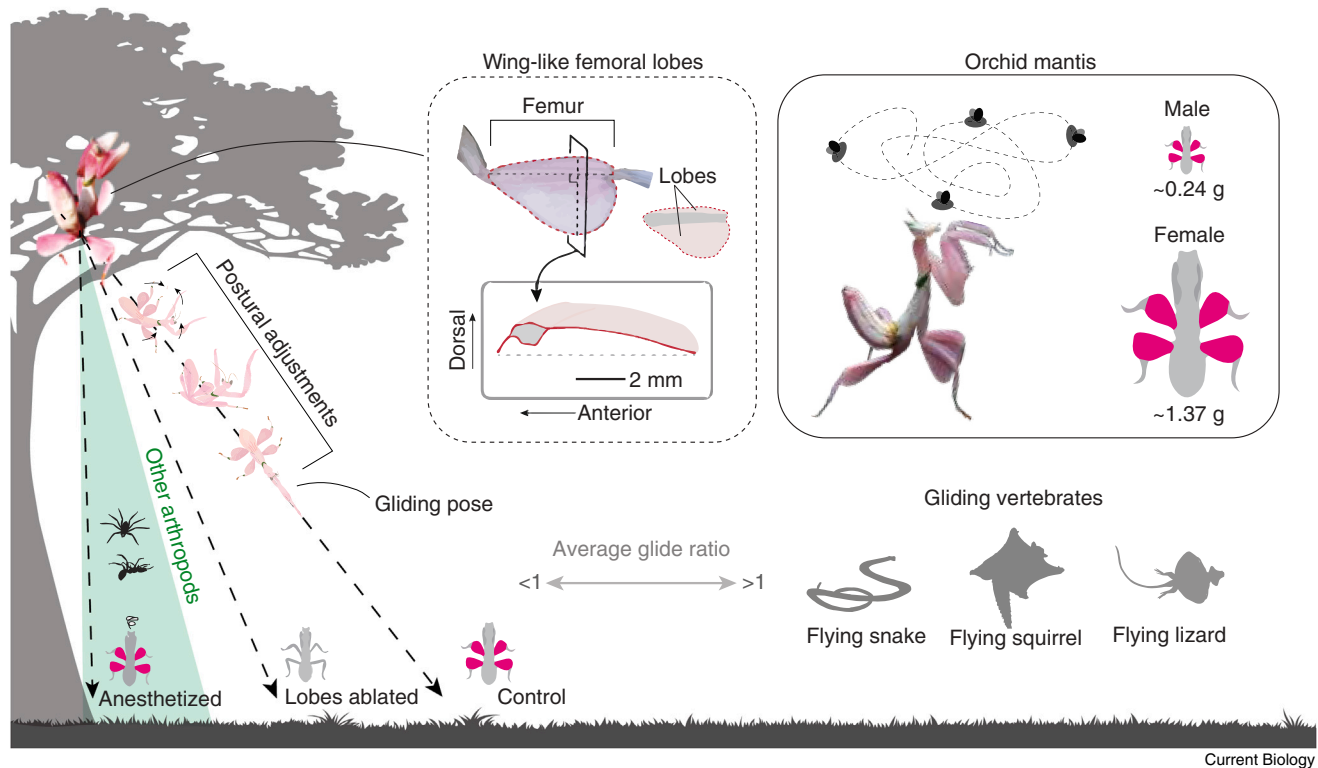 Wing-like femoral lobes
Femur
Lobes
Dorsal
2 mm
Anterior
Orchid mantis
Male
~0.24 g
Female
~1.37 g
Postural adjustments
Gliding pose
Other arthropods
Anesthetized
Lobes ablated
Control
Average glide ratio
<1
>1
Gliding vertebrates
Flying snake
Flying squirrel
Flying lizard
Current Biology